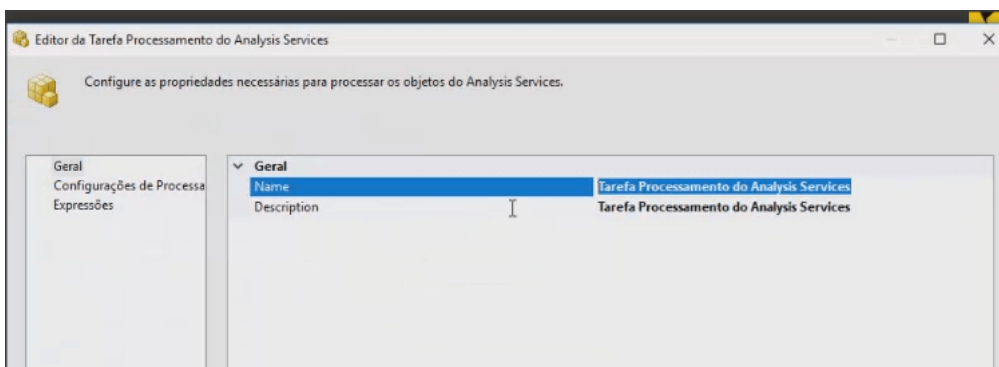 Editor da Tarefa Processamento do Analysis Services
Configure as propriedades necessárias para processar os objetos do Analysis Services.
Geral
Configurações de Processa
Expressões
Geral
Name Tarefa Processamento do Analysis Services
Description Tarefa Processamento do Analysis Services